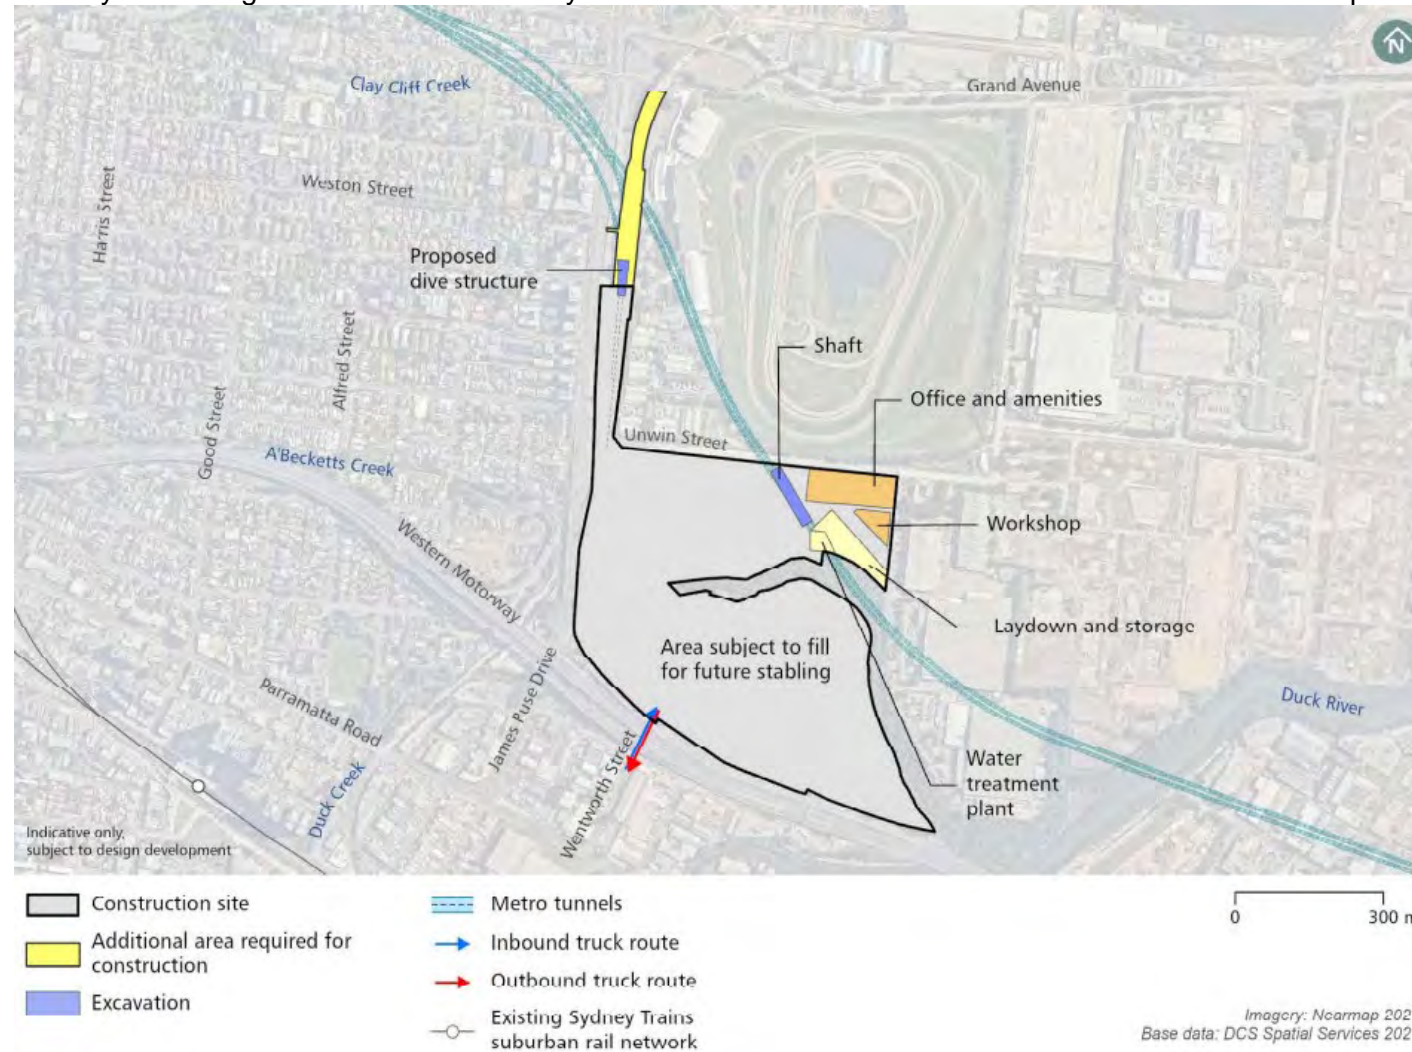 N
Clay Cliff Creek
Grand Avenue
Weston Street
Harris Street
Proposed
dive structure
Alfred Street
Shaft
Office and amenities
Good Street
Unwin Street
A'Becketts Creek
Workshop
Western Motorway
Laydown and storage
Area subject to fill
for future stabling
Duck River
Parramatta Road
James Ruse Drive
Wentworth Street
Duck Creek
Water
treatment
plant
Indicative only,
subject to design development
Construction site
Additional area required for
construction
Excavation
Metro tunnels
Inbound truck route
Outbound truck route
Existing Sydney Trains
suburban rail network
0 300 m
Imagery: Nearmap 202
Base data: DCS Spatial Services 202